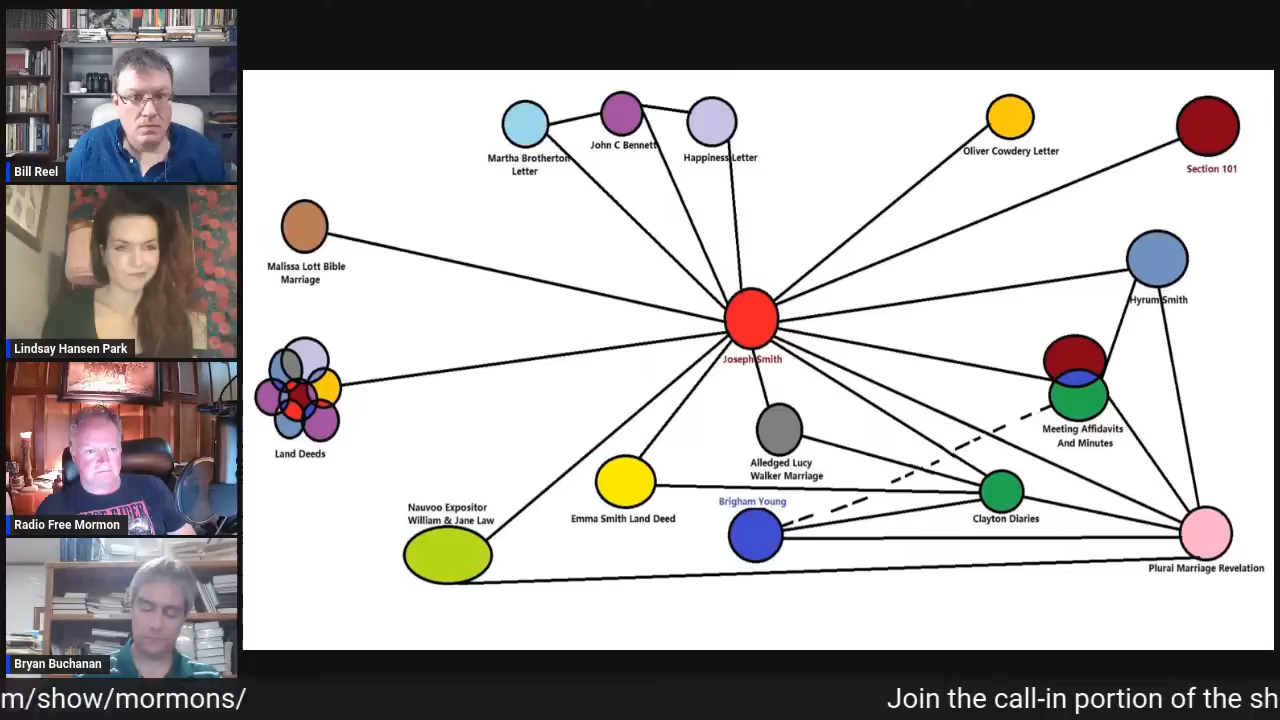 Bill Reel
Lindsay Hansen Park
Radio Free Mormon
Bryan Buchanan
Martha Brotherton
Letter
John C Bennett
Happiness Letter
Oliver Cowdery Letter
Section 101
Malissa Lott Bible
Marriage
Hyrum Smith
Joseph Smith
Land Deeds
Meeting Affidavits
And Minutes
Alledged Lucy
Walker Marriage
Nauvoo Expositor
William & Jane Law
Emma Smith Land Deed
Brigham Young
Clayton Diaries
Plural Marriage Revelation
m/show/mormons/
Join the call-in portion of the sh